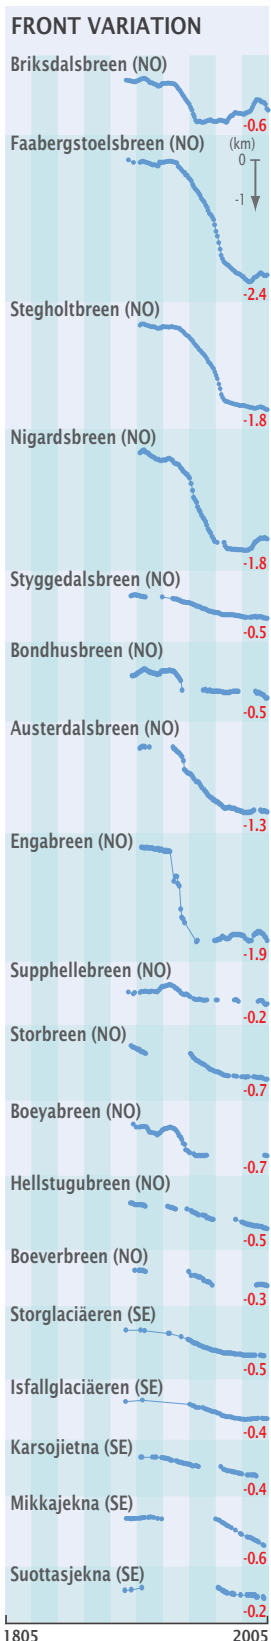 FRONT VARIATION
Briksdalsbreen (NO)
-0.6
Faabergstoelsbreen (NO)
(km)
0
-1
-2.4
Stegholtbreen (NO)
-1.8
Nigardsbreen (NO)
-1.8
Styggedalsbreen (NO)
-0.5
Bondhusbreen (NO)
-0.5
Austerdalsbreen (NO)
-1.3
Engabreen (NO)
-1.9
Supphellebreen (NO)
-0.2
Storbreen (NO)
-0.7
Boeyabreen (NO)
-0.7
Hellstugubreen (NO)
-0.5
Boeverbreen (NO)
-0.3
Storglaciäeren (SE)
-0.5
Isfallglaciäeren (SE)
-0.4
Karsojietna (SE)
-0.4
Mikkajekna (SE)
-0.6
Suottasjekna (SE)
-0.2
1805 2005